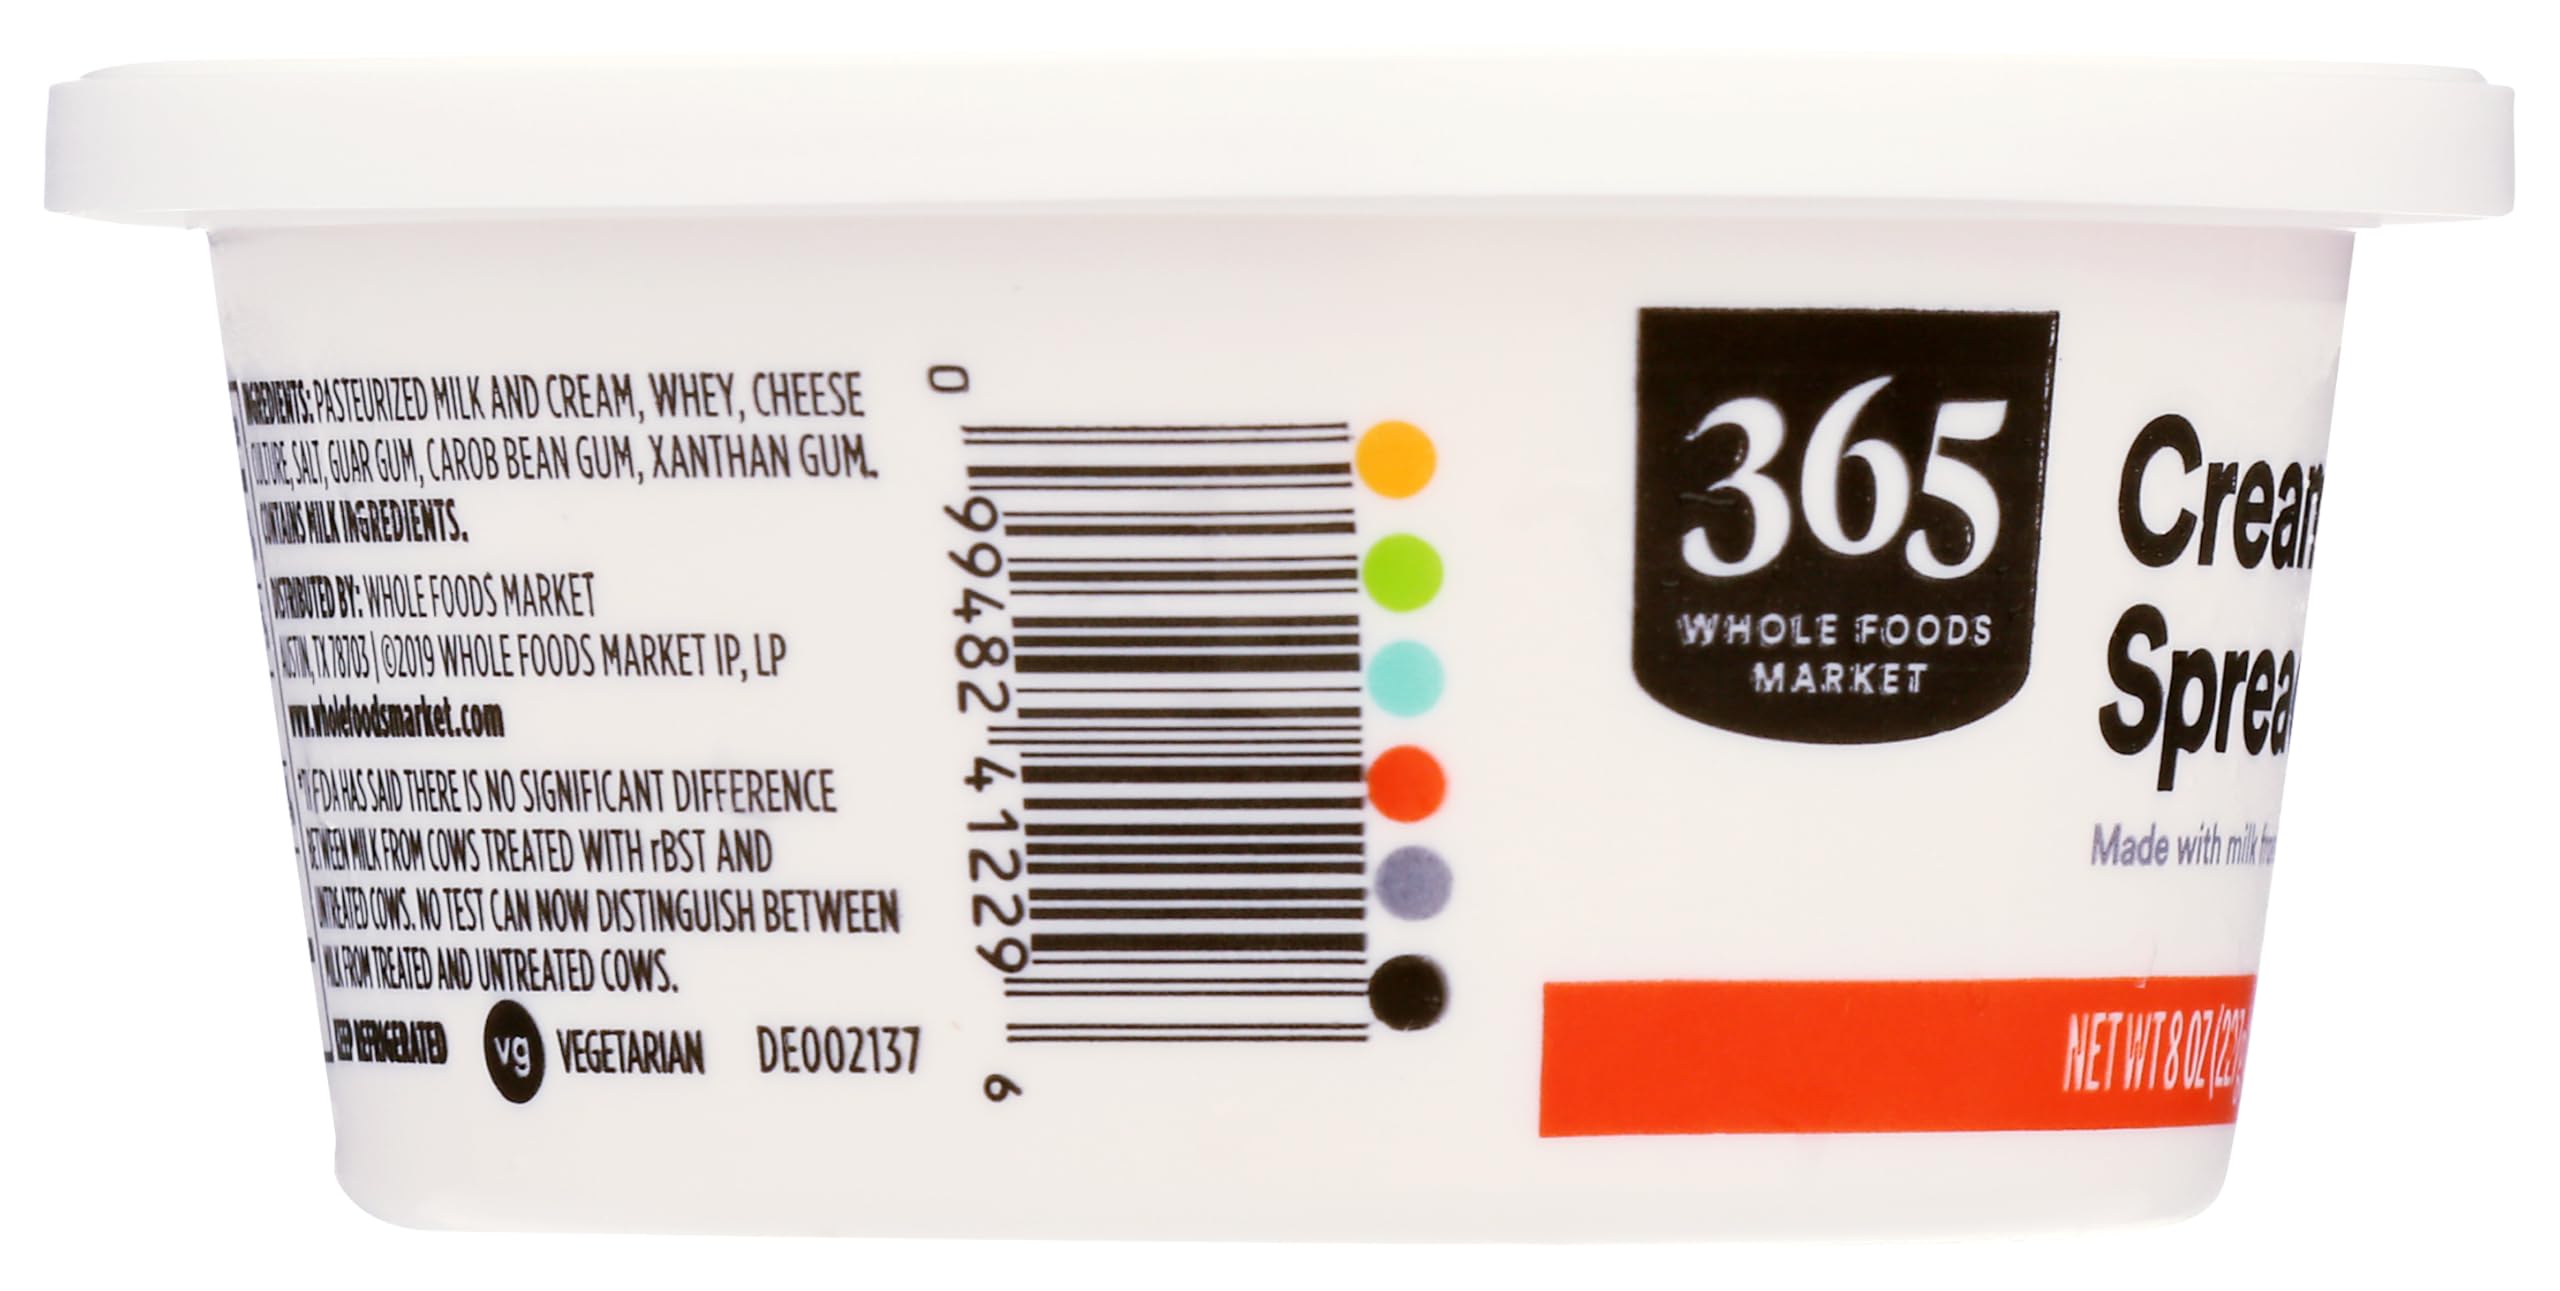 INGREDIENTS: PASTEURIZED MILK AND CREAM, WHEY, CHEESE
CULTURE, SALT, GUAR GUM, CAROB BEAN GUM, XANTHAN GUM.
CONTAINS MILK INGREDIENTS.
DISTRIBUTED BY: WHOLE FOODS MARKET
AUSTIN, TX 78703 | ©2019 WHOLE FOODS MARKET IP, LP
www.wholefoodsmarket.com
*THE FDA HAS SAID THERE IS NO SIGNIFICANT DIFFERENCE
BETWEEN MILK FROM COWS TREATED WITH rBST AND
UNTREATED COWS. NO TEST CAN NOW DISTINGUISH BETWEEN
MILK FROM TREATED AND UNTREATED COWS.
KEEP REFRIGERATED vg VEGETARIAN DE002137
0 99482 41229 6
365
WHOLE FOODS
MARKET
Cream
Sprea
Made with milk
NET WT 8 OZ (227g